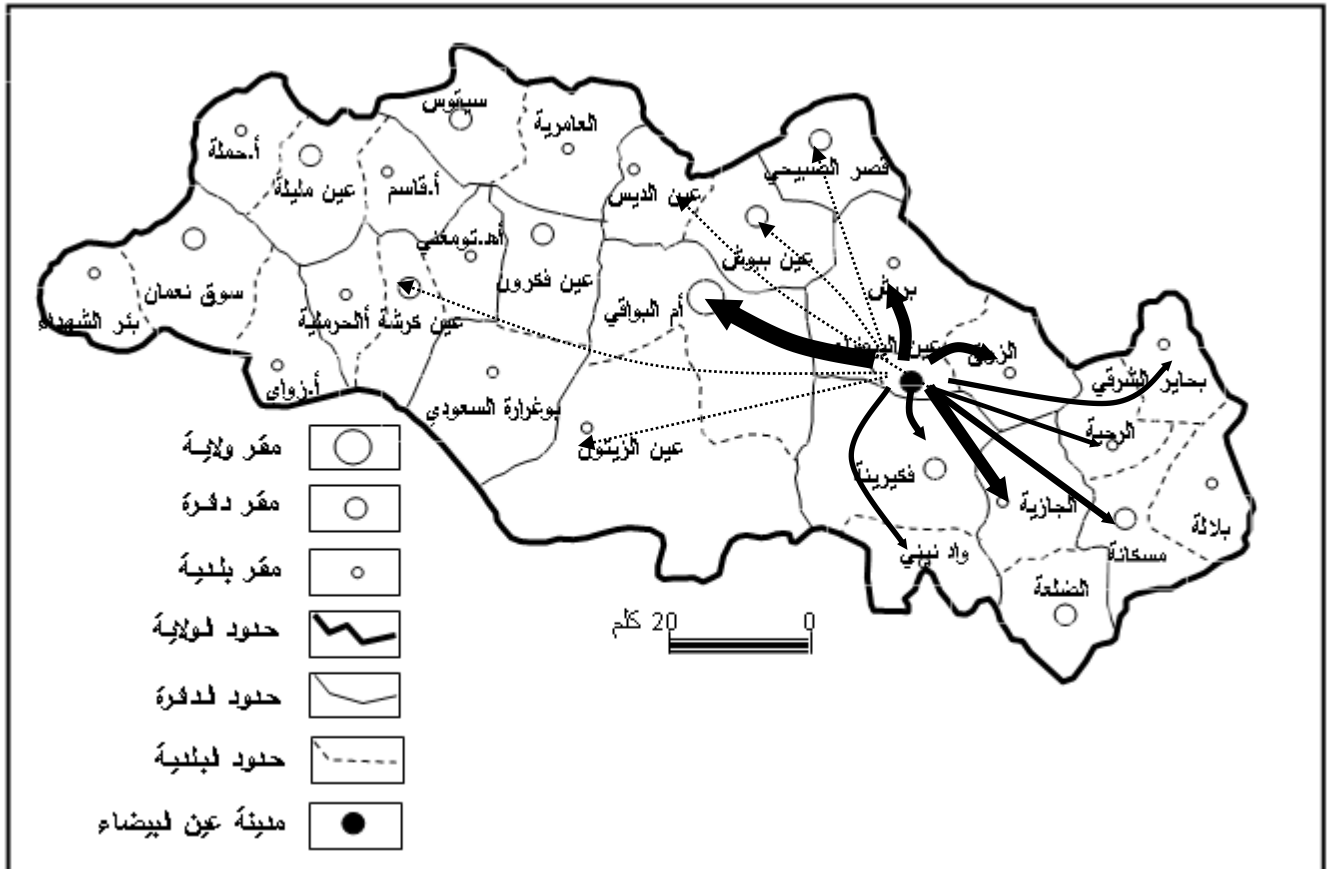 سيقوس
العامرية
أ.حملة
عين مليلة
أ.قاسم
عين الديس
قصر الصبيحي
أه.تومغني
عين ببوش
عين فكرون
سوق نعمان
بئر الشهداء
أم البواقي
عين كرشة
الحرملية
بريش
الزرق
أ.زواي
بوغرارة السعودي
عين الزيتون
بحاير الشرقي
الرحية
فكيرينة
الجازية
بلالة
مسكانة
واد نيني
الضلعة
20 كلم
0
مقر ولاية
مقر دائرة
مقر بلدية
حدود الولاية
حدود الدائرة
حدود البلدية
مدينة عين البيضاء